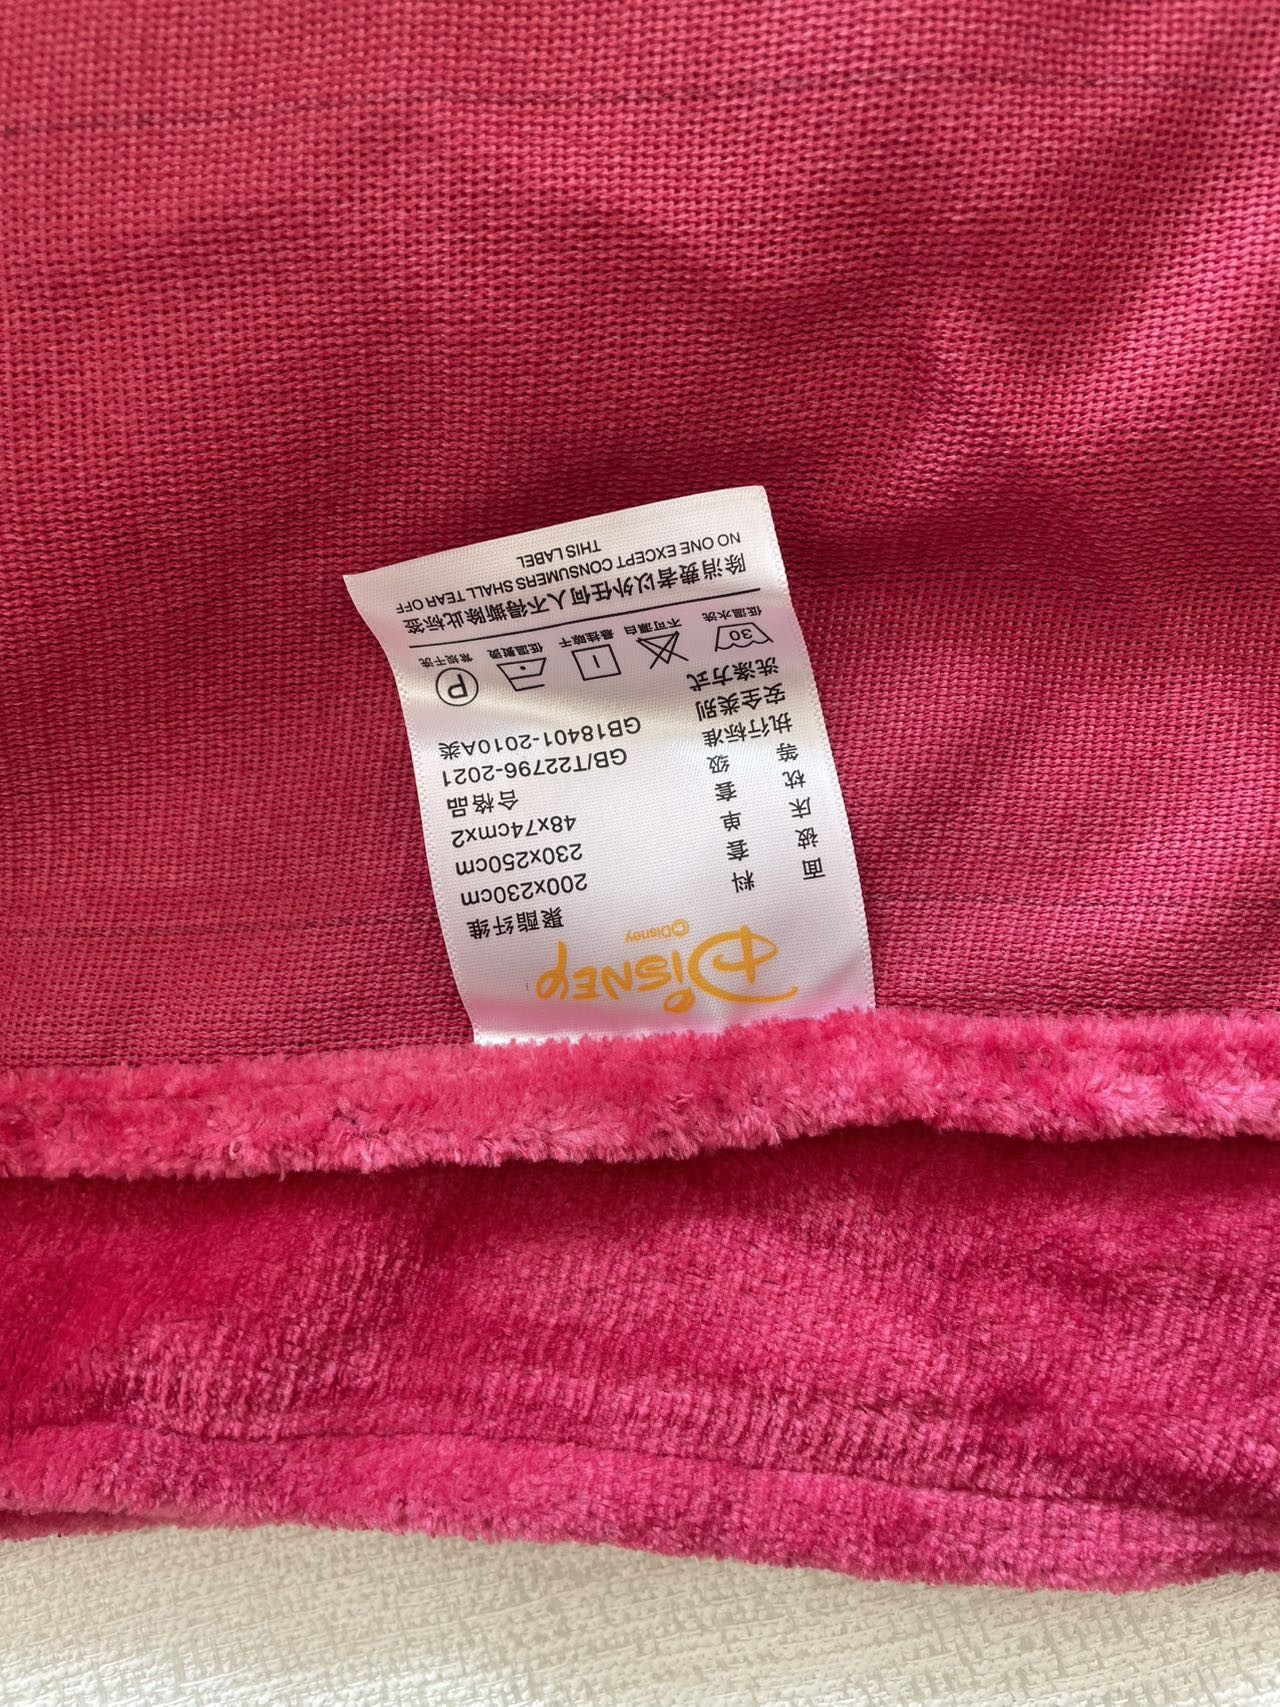 DISNEY
©Disney
面 料 聚酯纤维
被 套 200x230cm
床 单 230x250cm
枕 套 48x74cmx2
等 级 合格品
执行标准 GB/T22796-2021
安全类别 GB18401-2010A类
洗涤方式
30 P
低温水洗 不可漂白 悬挂晾干 低温熨烫 常规干洗
除消费者以外任何人不得撕除此标签
NO ONE EXCEPT CONSUMERS SHALL TEAR OFF
THIS LABEL